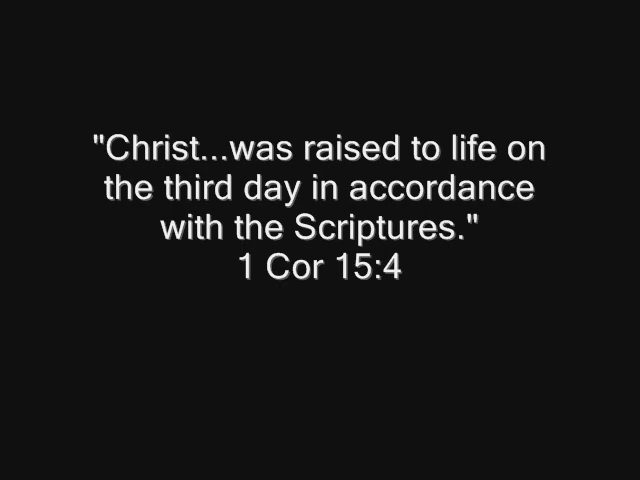 "Christ...was raised to life on
the third day in accordance
with the Scriptures."
1 Cor 15:4